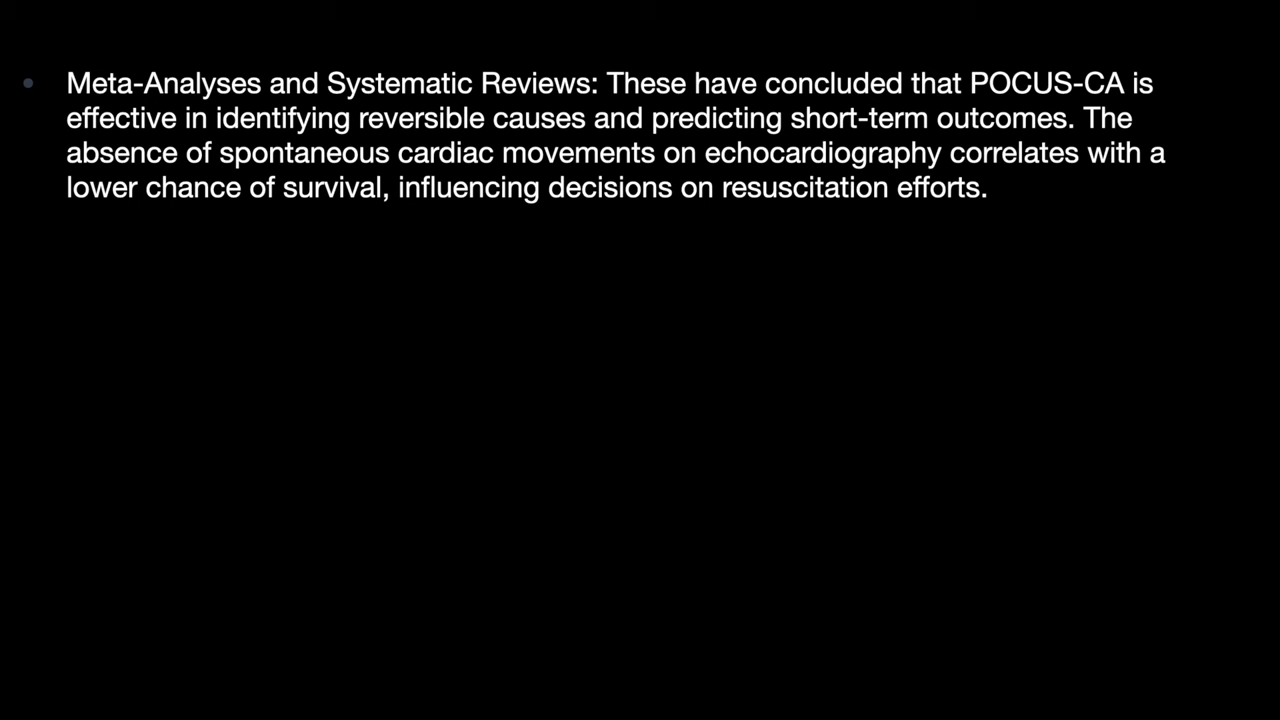 • Meta-Analyses and Systematic Reviews: These have concluded that POCUS-CA is
effective in identifying reversible causes and predicting short-term outcomes. The
absence of spontaneous cardiac movements on echocardiography correlates with a
lower chance of survival, influencing decisions on resuscitation efforts.